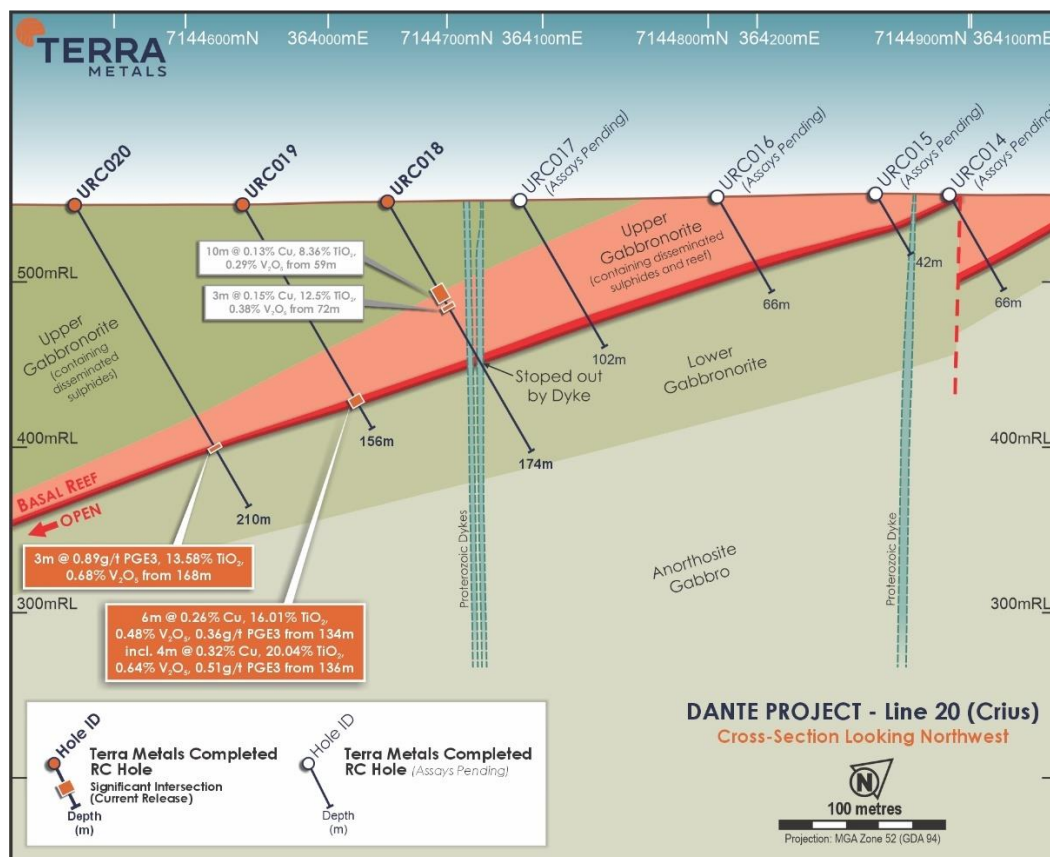 TERRA
METALS
7144600mN
364000mE
7144700mN
364100mE
7144800mN
364200mE
7144900mN
364100mE
URC020
URC019
URC018
URC017
(Assays Pending)
URC016
(Assays Pending)
URC015
(Assays Pending)
URC014
(Assays Pending)
10m @ 0.13% Cu, 8.36% TiO₂,
0.29% V₂O₅ from 59m
3m @ 0.15% Cu, 12.5% TiO₂,
0.38% V₂O₅ from 72m
500mRL
500mRL
Upper
Gabbronorite
(containing
disseminated
sulphides)
Upper
Gabbronorite
(containing disseminated
sulphides and reef)
42m
66m
66m
102m
Lower
Gabbronorite
Stoped out
by Dyke
156m
174m
400mRL
400mRL
BASAL REEF
OPEN
210m
3m @ 0.89g/t PGE3, 13.58% TiO₂,
0.68% V₂O₅ from 168m
6m @ 0.26% Cu, 16.01% TiO₂,
0.48% V₂O₅, 0.36g/t PGE3 from 134m
incl. 4m @ 0.32% Cu, 20.04% TiO₂,
0.64% V₂O₅, 0.51g/t PGE3 from 136m
Proterozoic Dykes
Anorthosite
Gabbro
Proterozoic Dyke
300mRL
300mRL
Hole ID
Terra Metals Completed
RC Hole
Significant Intersection
(Current Release)
Depth
(m)
Hole ID
Terra Metals Completed
RC Hole (Assays Pending)
Depth
(m)
DANTE PROJECT - Line 20 (Crius)
Cross-Section Looking Northwest
N
100 metres
Projection: MGA Zone 52 (GDA 94)